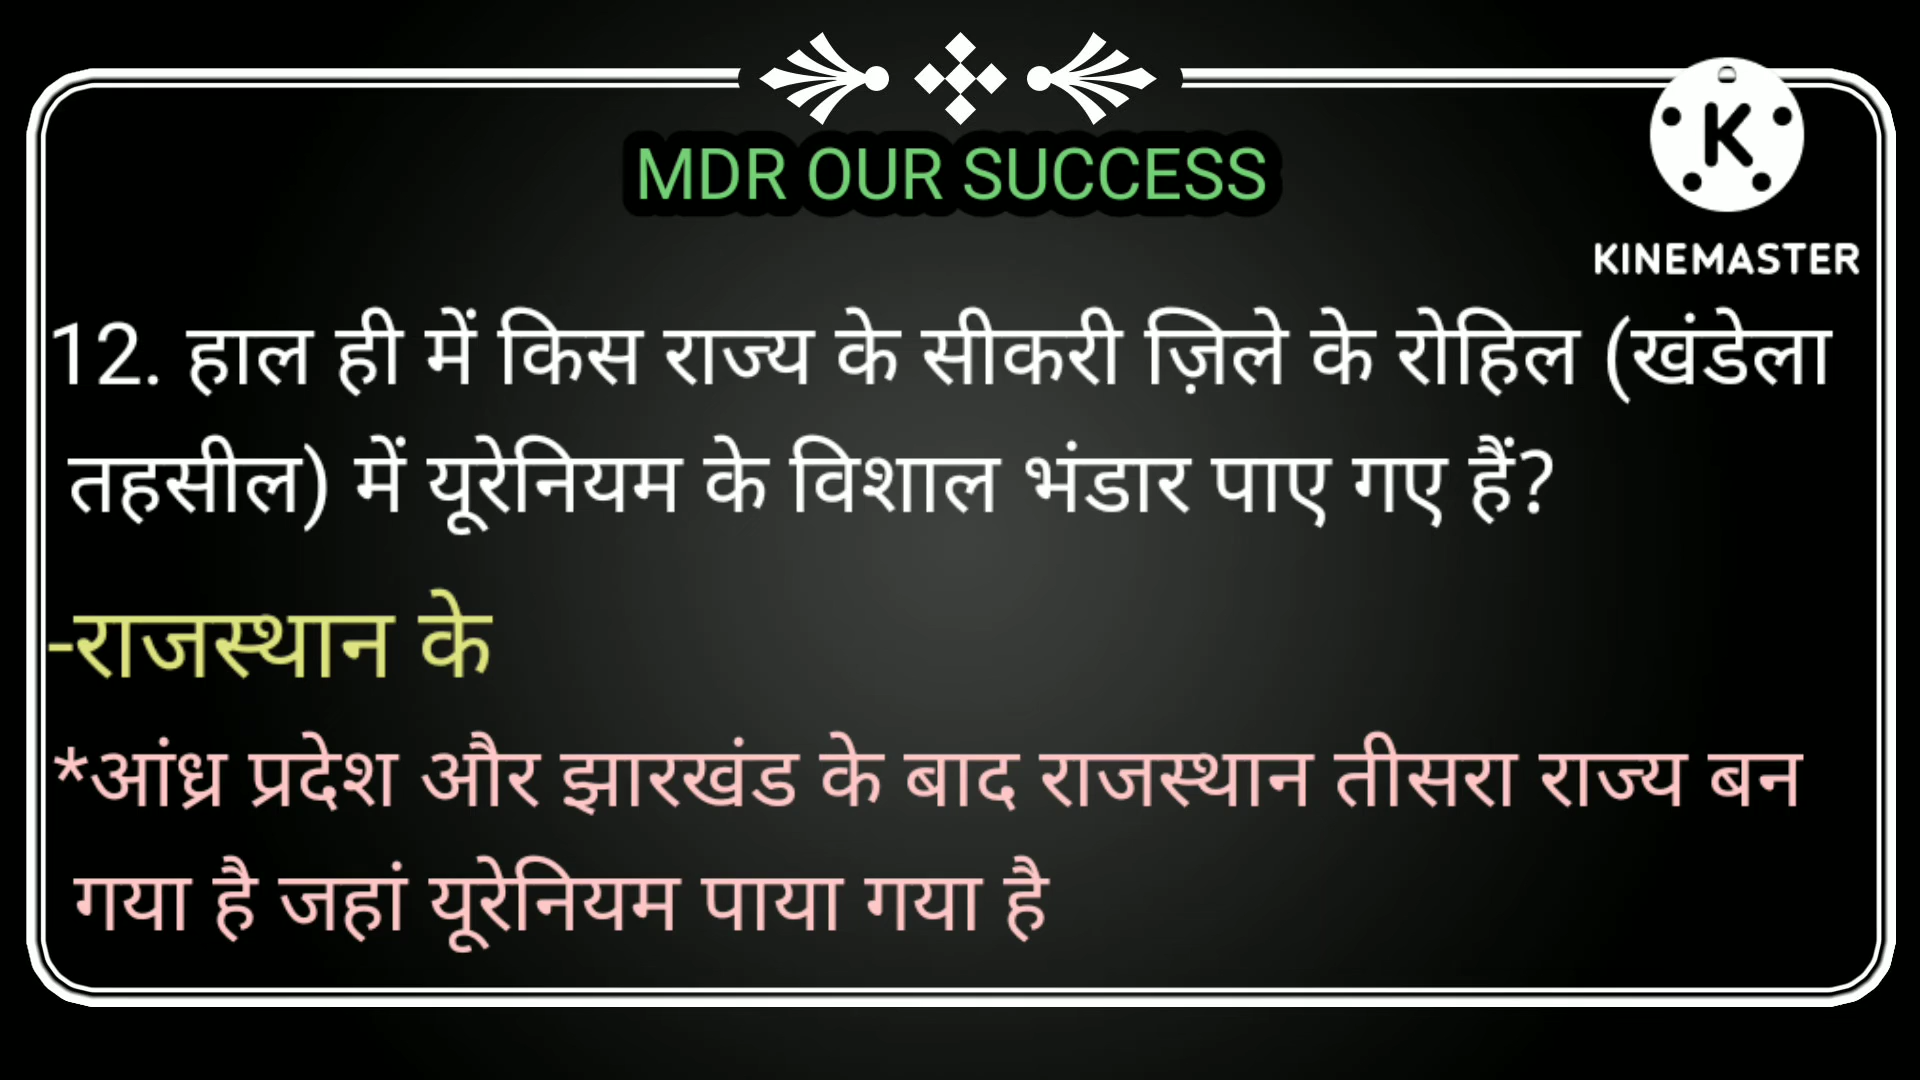 MDR OUR SUCCESS
K
KINEMASTER
12. हाल ही में किस राज्य के सीकरी ज़िले के रोहिल (खंडेला
तहसील) में यूरेनियम के विशाल भंडार पाए गए हैं?
-राजस्थान के
*आंध्र प्रदेश और झारखंड के बाद राजस्थान तीसरा राज्य बन
गया है जहां यूरेनियम पाया गया है